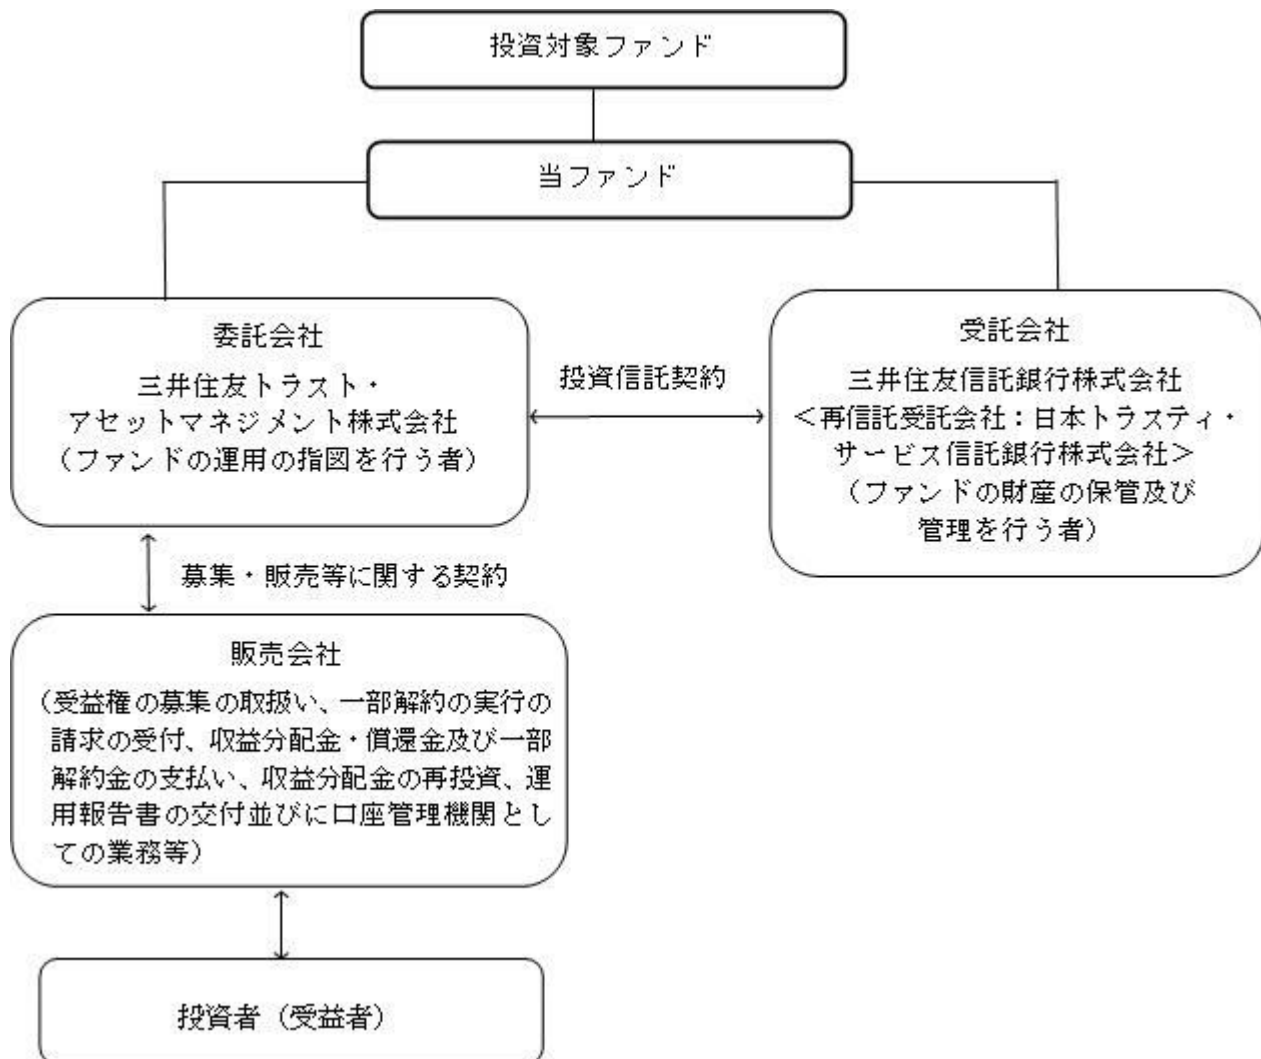 投資対象ファンド
当ファンド
委託会社
三井住友トラスト・
アセットマネジメント株式会社
（ファンドの運用の指図を行う者）
投資信託契約
受託会社
三井住友信託銀行株式会社
＜再信託受託会社：日本トラスティ・
サービス信託銀行株式会社＞
（ファンドの財産の保管及び
管理を行う者）
募集・販売等に関する契約
販売会社
（受益権の募集の取扱い、一部解約の実行の
請求の受付、収益分配金・償還金及び一部
解約金の支払い、収益分配金の再投資、運
用報告書の交付並びに口座管理機関とし
ての業務等）
投資者（受益者）